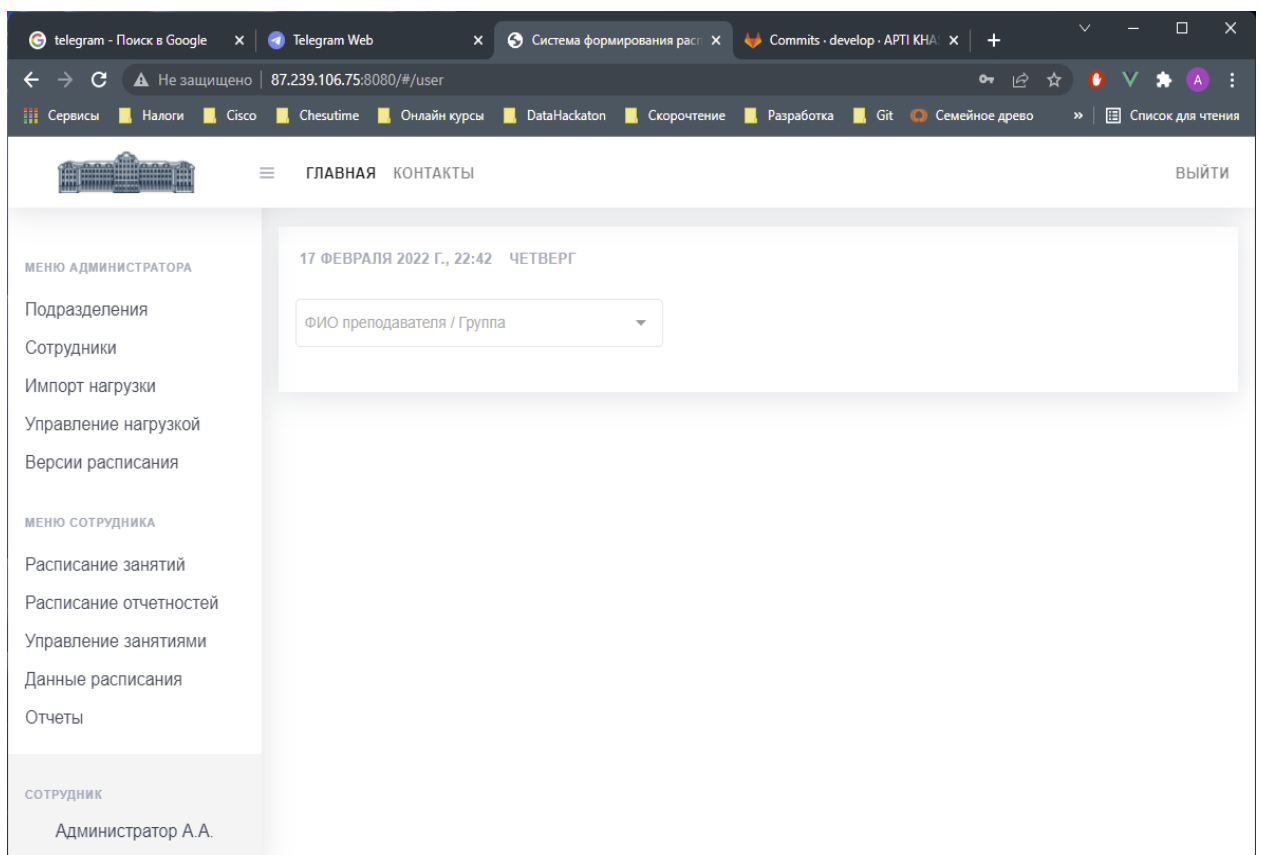 telegram - Поиск в Google
Telegram Web
Система формирования расп
Commits · develop · APTI KHA
Не защищено
87.239.106.75:8080/#/user
A
Сервисы
Налоги
Cisco
Chesutime
Онлайн курсы
DataHackaton
Скорочтение
Разработка
Git
Семейное древо
»
Список для чтения
ГЛАВНАЯ КОНТАКТЫ
ВЫЙТИ
МЕНЮ АДМИНИСТРАТОРА
Подразделения
Сотрудники
Импорт нагрузки
Управление нагрузкой
Версии расписания
МЕНЮ СОТРУДНИКА
Расписание занятий
Расписание отчетностей
Управление занятиями
Данные расписания
Отчеты
СОТРУДНИК
Администратор А.А.
17 ФЕВРАЛЯ 2022 Г., 22:42 ЧЕТВЕРГ
ФИО преподавателя / Группа